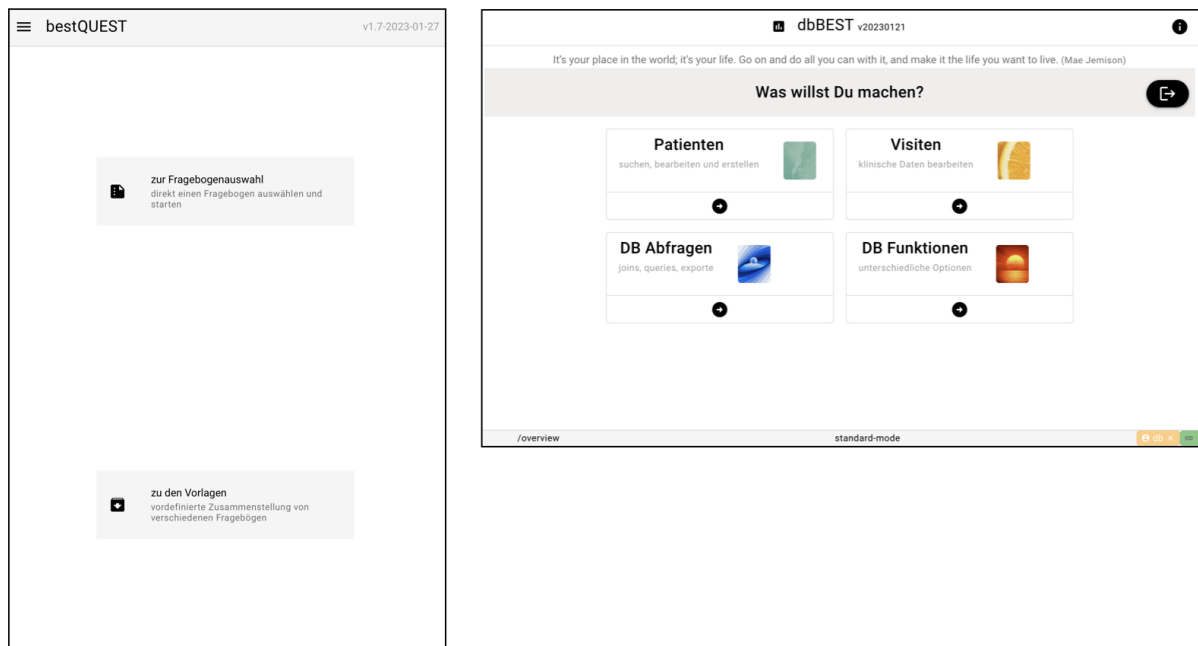 bestQUEST
v1.7-2023-01-27
zur Fragebogenauswahl
direkt einen Fragebogen auswählen und
starten
zu den Vorlagen
vordefinierte Zusammenstellung von
verschiedenen Fragebögen
dbBEST v20230121
It's your place in the world; it's your life. Go on and do all you can with it, and make it the life you want to live. (Mae Jemison)
Was willst Du machen?
Patienten
suchen, bearbeiten und erstellen
Visiten
klinische Daten bearbeiten
DB Abfragen
joins, queries, exporte
DB Funktionen
unterschiedliche Optionen
/overview
standard-mode
db